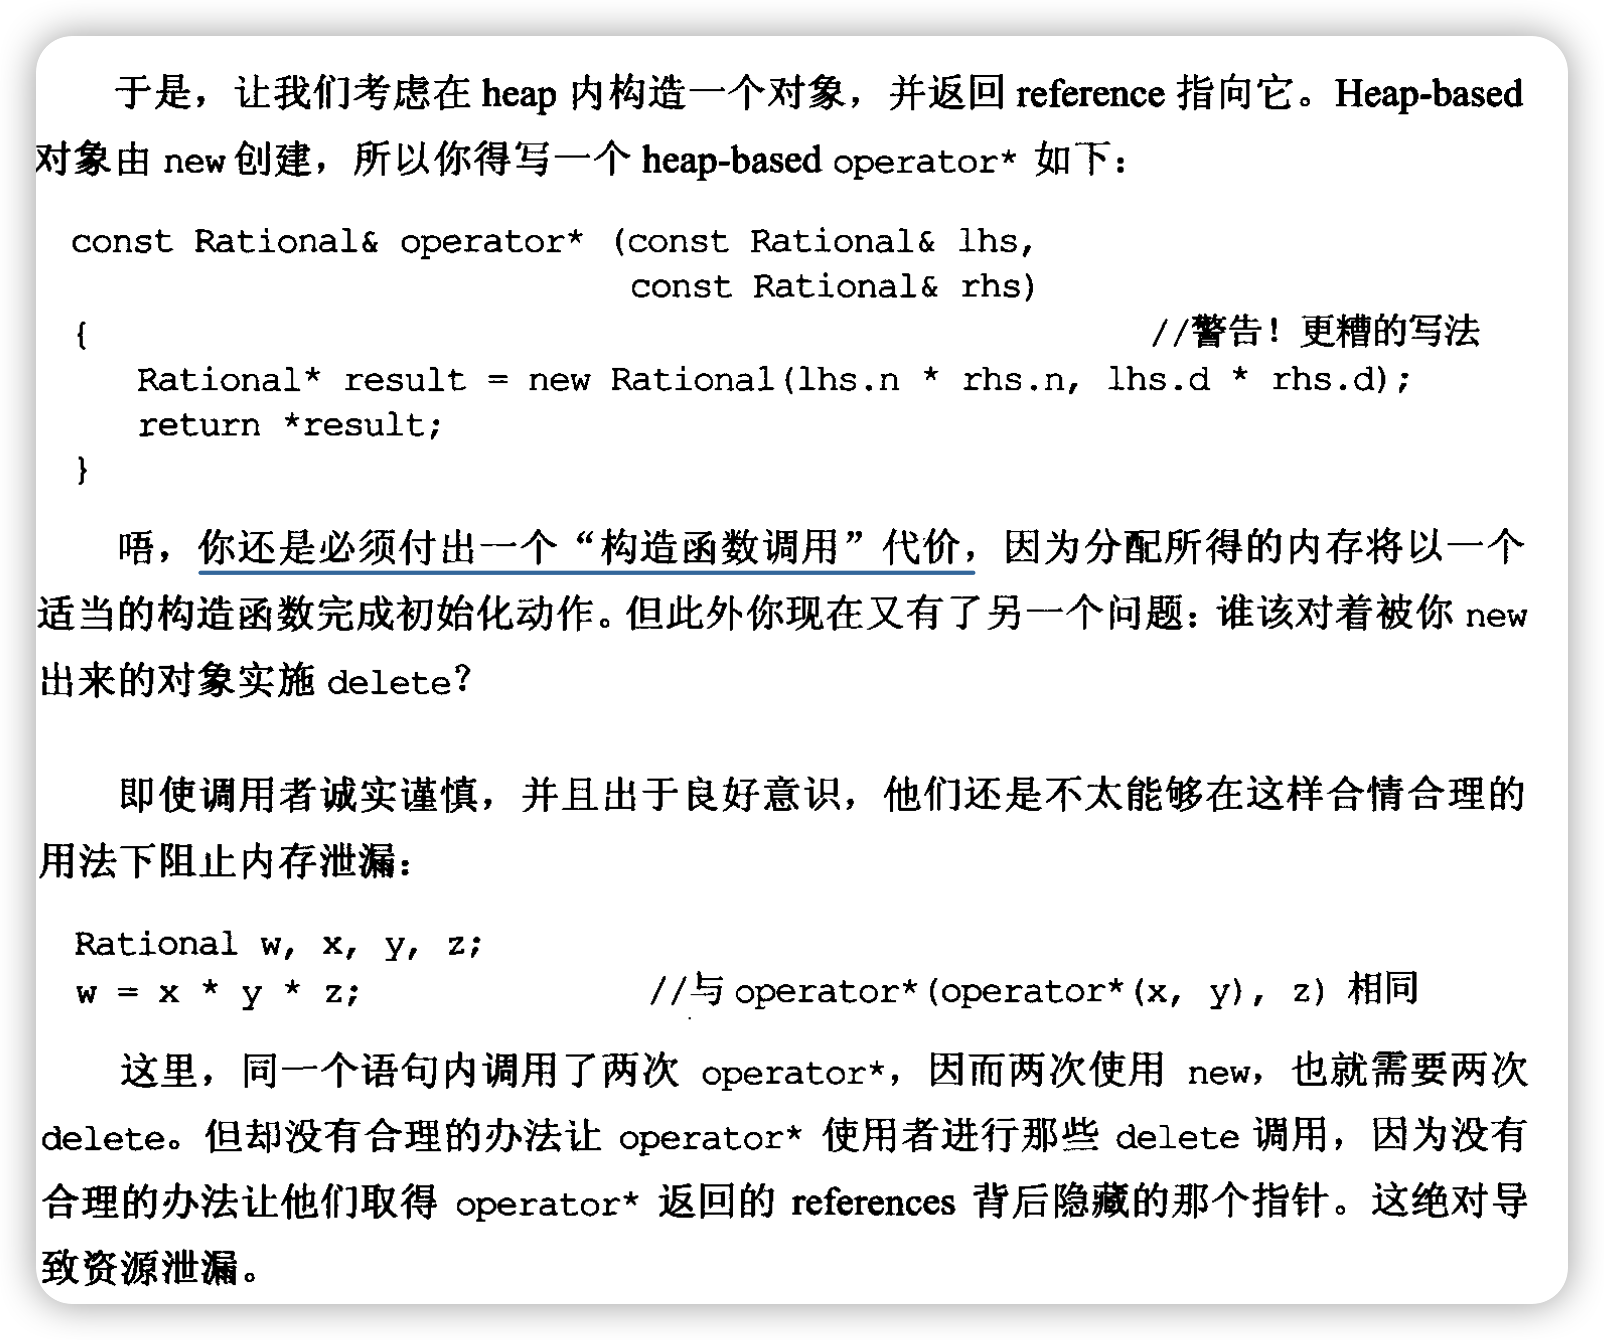 于是，让我们考虑在 heap 内构造一个对象，并返回 reference 指向它。Heap-based
对象由 new 创建，所以你得写一个 heap-based operator* 如下：
const Rational& operator* (const Rational& lhs,
const Rational& rhs)
{ //警告！更糟的写法
Rational* result = new Rational(lhs.n * rhs.n, lhs.d * rhs.d);
return *result;
}
唔，你还是必须付出一个“构造函数调用”代价，因为分配所得的内存将以一个
适当的构造函数完成初始化动作。但此外你现在又有了另一个问题：谁该对着被你 new
出来的对象实施 delete？
即使调用者诚实谨慎，并且出于良好意识，他们还是不太能够在这样合情合理的
用法下阻止内存泄漏：
Rational w, x, y, z;
w = x * y * z; //与 operator*(operator*(x, y), z) 相同
这里，同一个语句内调用了两次 operator*，因而两次使用 new，也就需要两次
delete。但却没有合理的办法让 operator* 使用者进行那些 delete 调用，因为没有
合理的办法让他们取得 operator* 返回的 references 背后隐藏的那个指针。这绝对导
致资源泄漏。